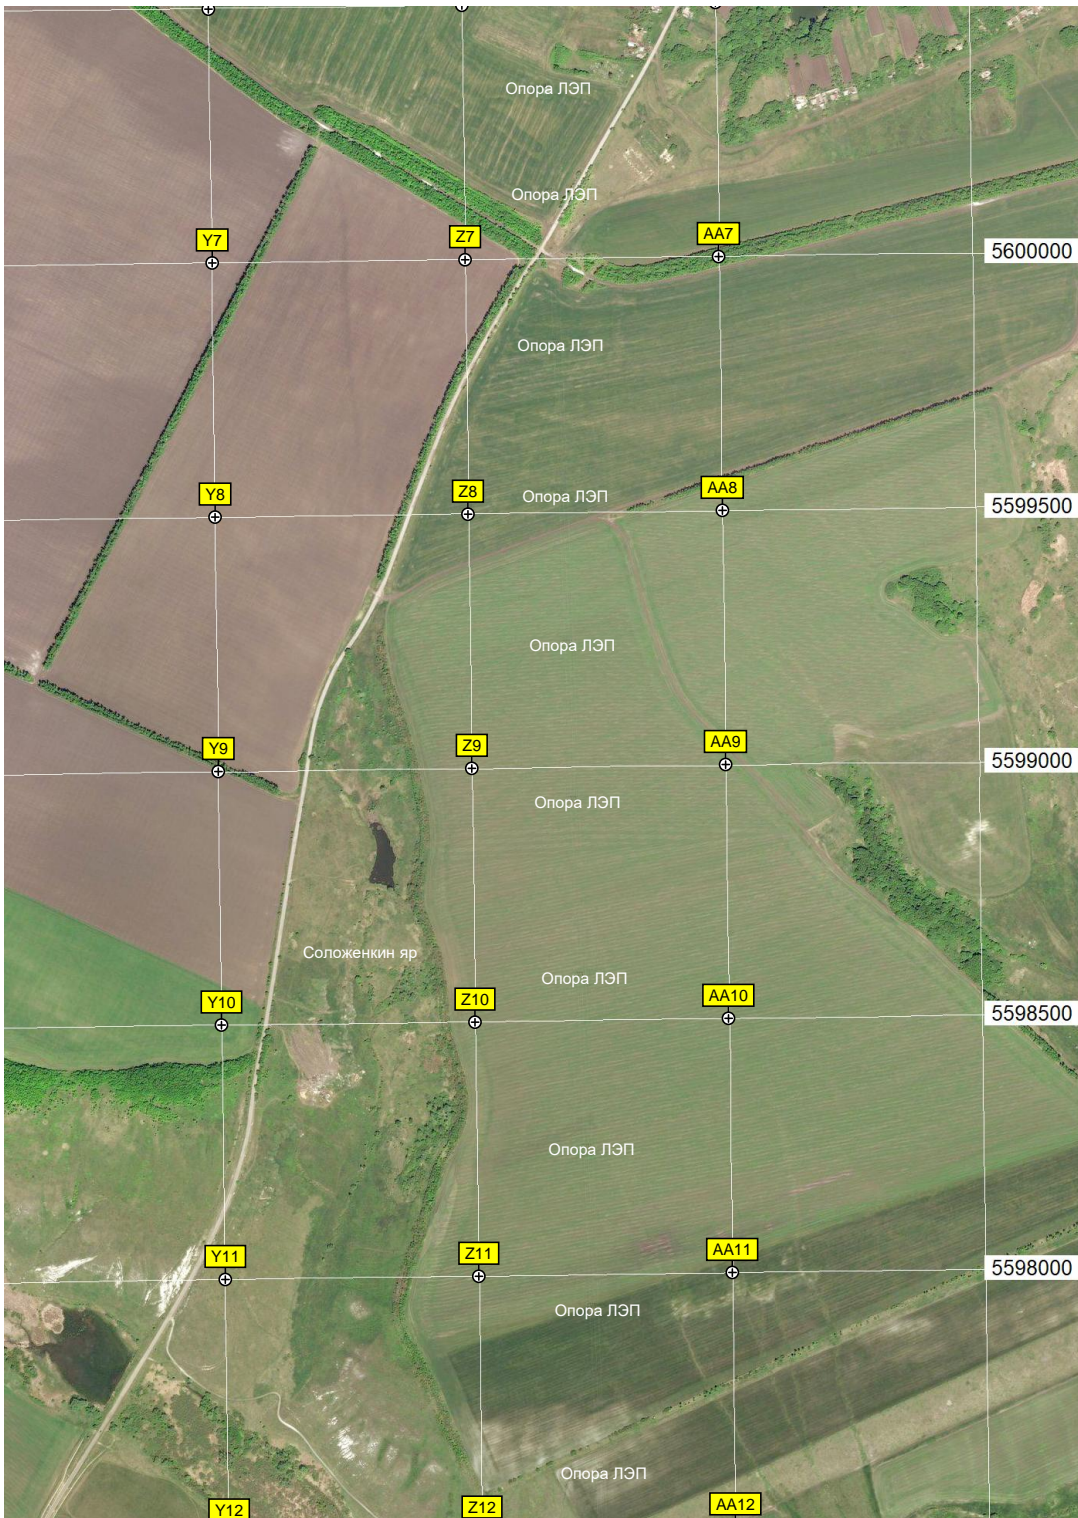 Опора ЛЭП
Опора ЛЭП
Y7
Z7
AA7
5600000
Опора ЛЭП
Y8
Z8
Опора ЛЭП
AA8
5599500
Опора ЛЭП
Y9
Z9
AA9
5599000
Опора ЛЭП
Соложенкин яр
Опора ЛЭП
Y10
Z10
AA10
5598500
Опора ЛЭП
Y11
Z11
AA11
5598000
Опора ЛЭП
Опора ЛЭП
Y12
Z12
AA12